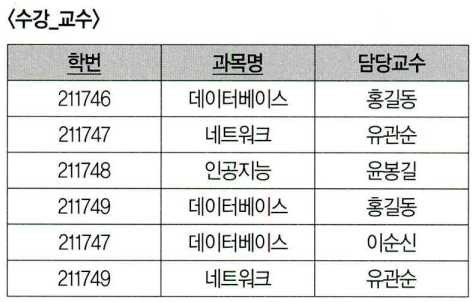 <수강_교수>
학번 과목명 담당교수
211746 데이터베이스 홍길동
211747 네트워크 유관순
211748 인공지능 윤봉길
211749 데이터베이스 홍길동
211747 데이터베이스 이순신
211749 네트워크 유관순